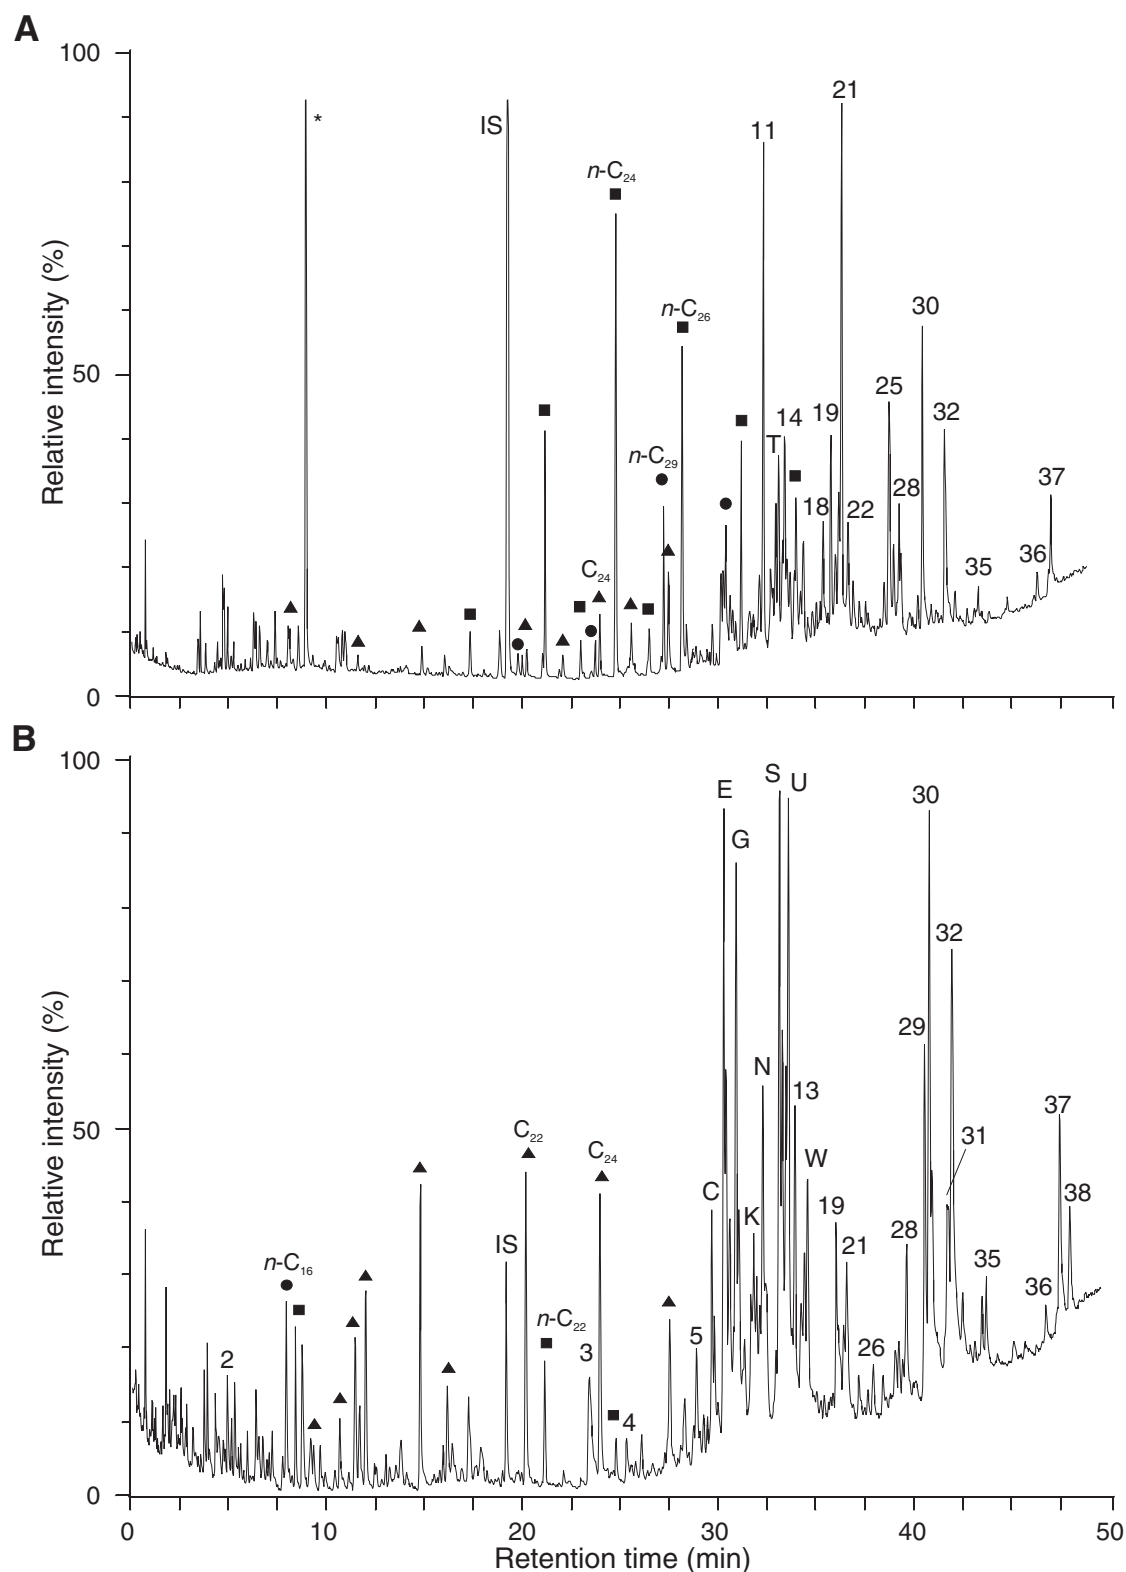 A
100
50
0
Relative intensity (%)
*
IS
n-C24
n-C26
n-C29
C24
11
21
T
14
19
18
22
25
28
30
32
35
36
37
B
100
50
0
Relative intensity (%)
2
n-C16
IS
C22
n-C22
C24
3
4
5
C
E
G
K
N
S
U
13
W
19
21
26
28
29
30
32
31
35
36
37
38
0
10
20
30
40
50
Retention time (min)